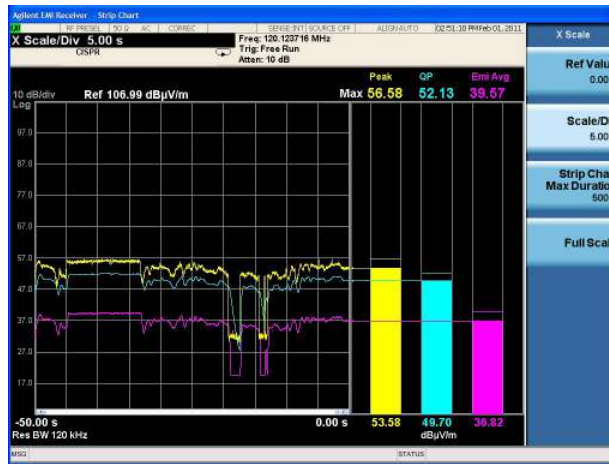 Agilent EMI Receiver - Strip Chart
RF PRESEL 50 Ω AC CORREC SENSE:INT SOURCE OFF ALIGNAUTO 02:51:10 PM Feb 01, 2011
X Scale/Div 5.00 s
CISPR
Freq: 120.123716 MHz
Trig: Free Run
Atten: 10 dB
X Scale
Ref Valu
0.00
Scale/D
5.00
Strip Cha
Max Duratio
500
Full Scal
Peak QP Emi Avg
10 dB/div Ref 106.99 dBµV/m Max 56.58 52.13 39.57
Log
97.0
87.0
77.0
67.0
57.0
47.0
37.0
27.0
17.0
-50.00 s 0.00 s 53.58 49.70 36.82
Res BW 120 kHz dBµV/m
MSG STATUS